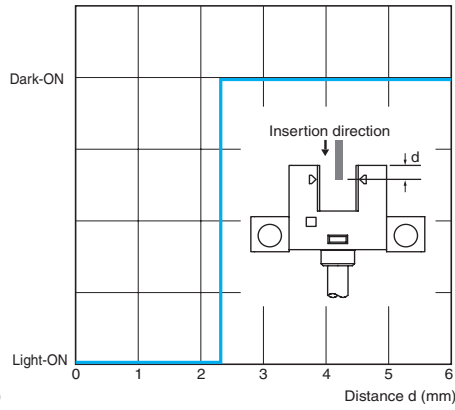 Dark-ON
Insertion direction
d
Light-ON
0 1 2 3 4 5 6
Distance d (mm)